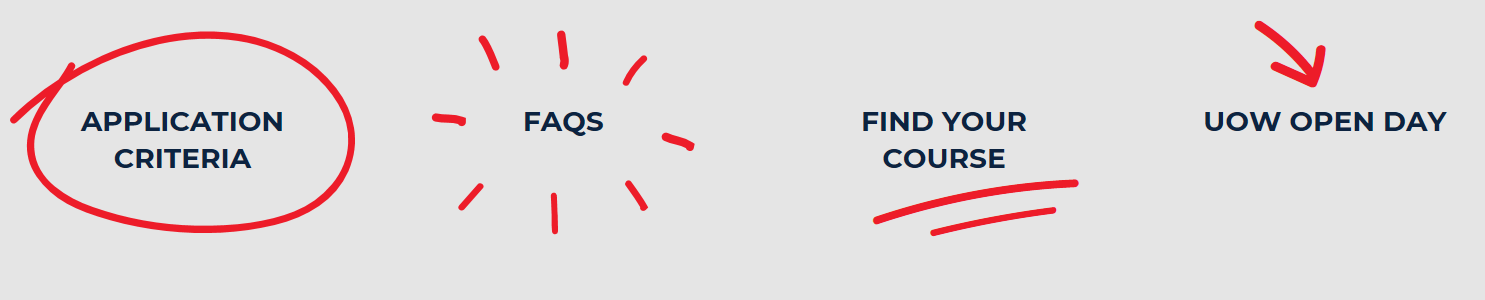 APPLICATION
CRITERIA
FAQS
FIND YOUR
COURSE
UOW OPEN DAY